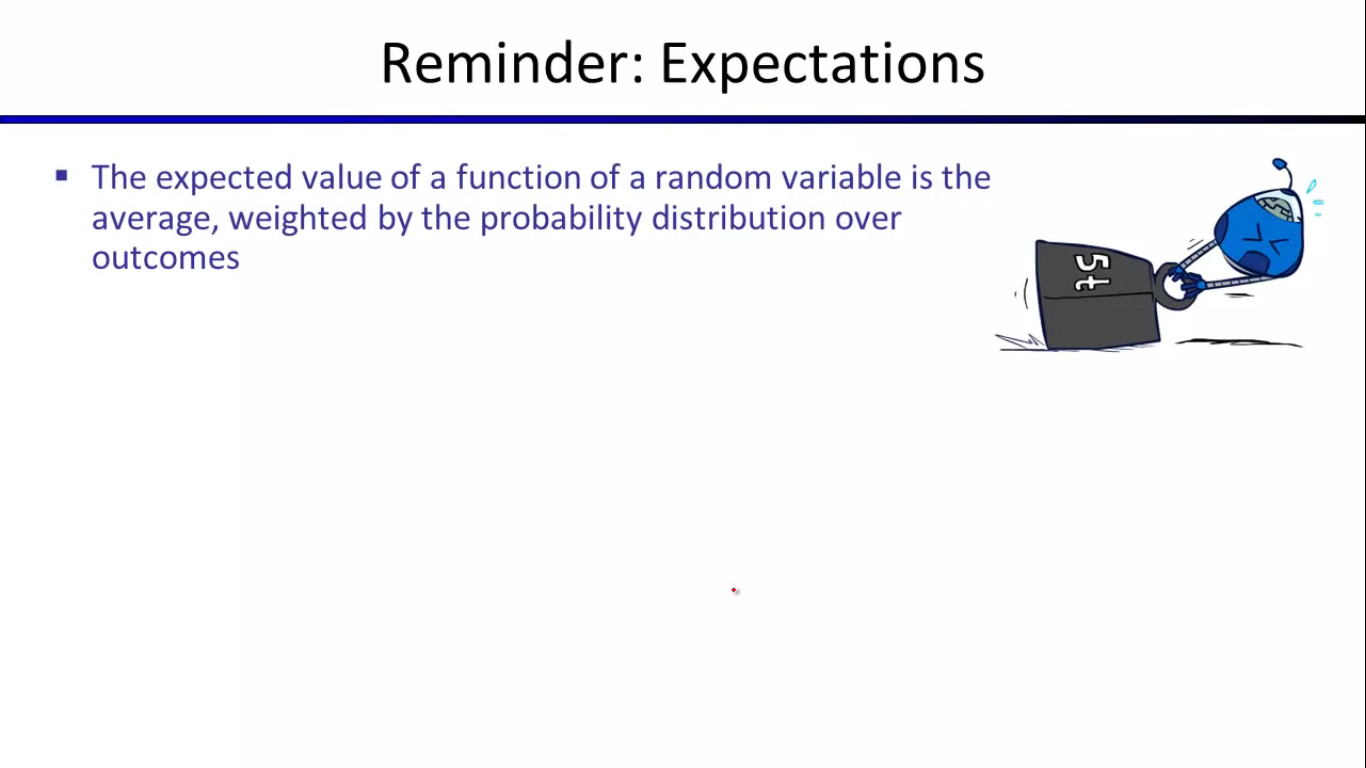 Reminder: Expectations
▪ The expected value of a function of a random variable is the
average, weighted by the probability distribution over
outcomes
5t